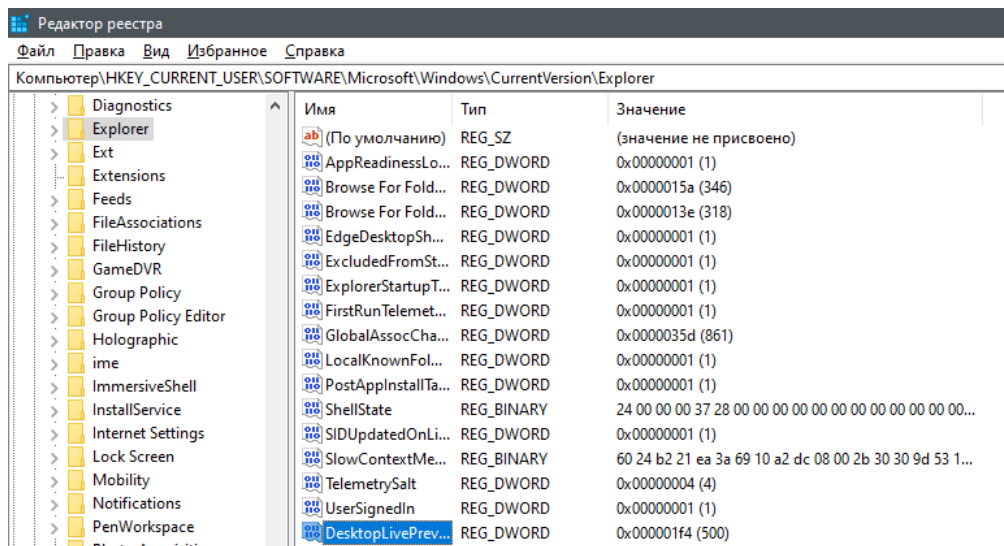 Редактор реестра
Файл Правка Вид Избранное Справка
Компьютер\HKEY_CURRENT_USER\SOFTWARE\Microsoft\Windows\CurrentVersion\Explorer
Diagnostics
Explorer
Ext
Extensions
Feeds
FileAssociations
FileHistory
GameDVR
Group Policy
Group Policy Editor
Holographic
ime
ImmersiveShell
InstallService
Internet Settings
Lock Screen
Mobility
Notifications
PenWorkspace
Имя Тип Значение
(По умолчанию) REG_SZ (значение не присвоено)
AppReadinessLo... REG_DWORD 0x00000001 (1)
Browse For Fold... REG_DWORD 0x0000015a (346)
Browse For Fold... REG_DWORD 0x0000013e (318)
EdgeDesktopSh... REG_DWORD 0x00000001 (1)
ExcludedFromSt... REG_DWORD 0x00000001 (1)
ExplorerStartupT... REG_DWORD 0x00000001 (1)
FirstRunTelemet... REG_DWORD 0x00000001 (1)
GlobalAssocCha... REG_DWORD 0x0000035d (861)
LocalKnownFol... REG_DWORD 0x00000001 (1)
PostAppInstallTa... REG_DWORD 0x00000001 (1)
ShellState REG_BINARY 24 00 00 00 37 28 00 00 00 00 00 00 00 00 00 00 00...
SIDUpdatedOnLi... REG_DWORD 0x00000001 (1)
SlowContextMe... REG_BINARY 60 24 b2 21 ea 3a 69 10 a2 dc 08 00 2b 30 30 9d 53 1...
TelemetrySalt REG_DWORD 0x00000004 (4)
UserSignedIn REG_DWORD 0x00000001 (1)
DesktopLivePrev... REG_DWORD 0x000001f4 (500)